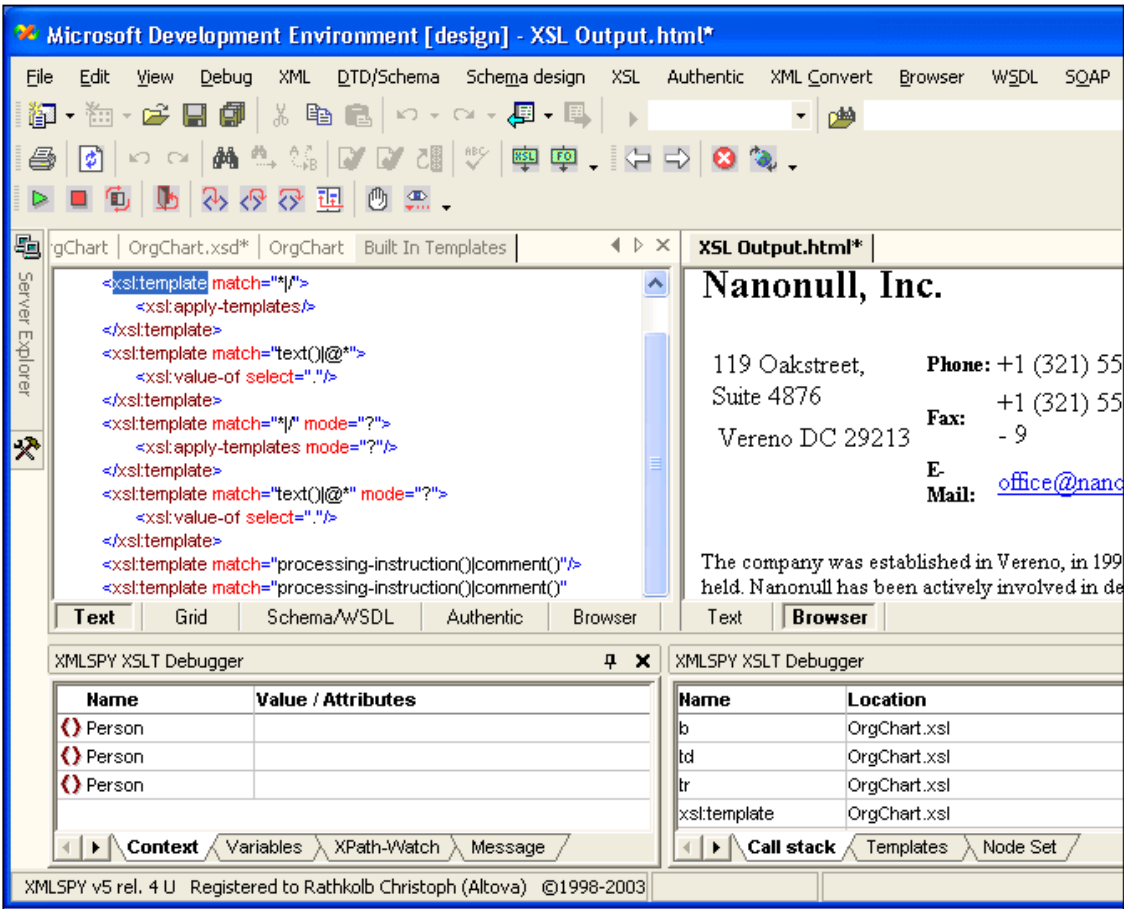 Microsoft Development Environment [design] - XSL Output.html*
File Edit View Debug XML DTD/Schema Schema design XSL Authentic XML Convert Browser WSDL SOAP
A B
ABC XSL FO
Server Explorer
rgChart OrgChart.xsd* OrgChart Built In Templates
<xsl:template match="*|/">
<xsl:apply-templates/>
</xsl:template>
<xsl:template match="text()|@*">
<xsl:value-of select="."/>
</xsl:template>
<xsl:template match="*|/" mode="?">
<xsl:apply-templates mode="?"/>
</xsl:template>
<xsl:template match="text()|@*" mode="?">
<xsl:value-of select="."/>
</xsl:template>
<xsl:template match="processing-instruction()|comment()"/>
<xsl:template match="processing-instruction()|comment()"
Text Grid Schema/WSDL Authentic Browser
XSL Output.html*
Nanonull, Inc.
119 Oakstreet,
Suite 4876
Vereno DC 29213
Phone: +1 (321) 55
Fax: +1 (321) 55
- 9
E-
Mail: office@nano
The company was established in Vereno, in 199
held. Nanonull has been actively involved in de
Text Browser
XMLSPY XSLT Debugger
Name Value / Attributes
Person
Person
Person
Context Variables XPath-Watch Message
XMLSPY XSLT Debugger
Name Location
b OrgChart.xsl
td OrgChart.xsl
tr OrgChart.xsl
xsl:template OrgChart.xsl
Call stack Templates Node Set
XMLSPY v5 rel. 4 U Registered to Rathkolb Christoph (Altova) ©1998-2003